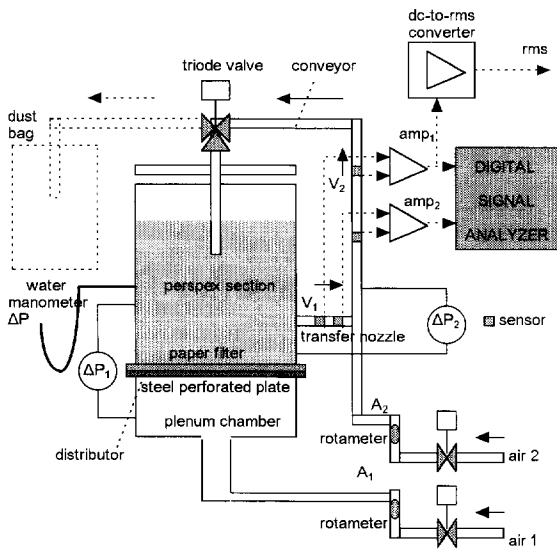 dc-to-rms
converter
rms
triode valve
conveyor
dust
bag
amp1
V2
DIGITAL
SIGNAL
ANALYZER
amp2
perspex section
water
manometer
ΔP
V1
transfer nozzle
ΔP2
sensor
ΔP1
paper filter
steel perforated plate
plenum chamber
distributor
A2
rotameter
air 2
A1
rotameter
air 1